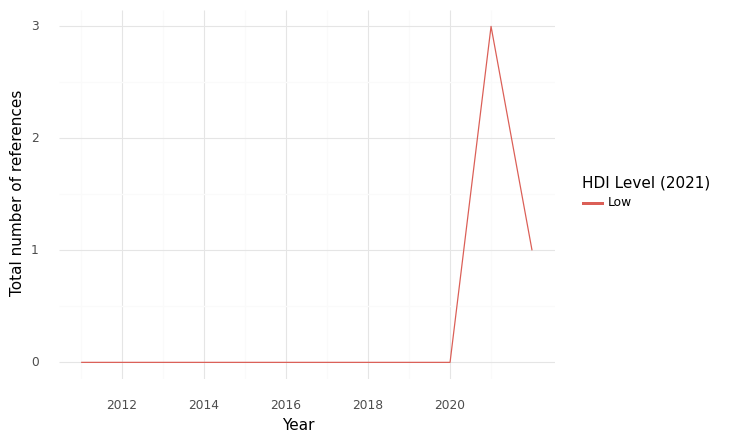 3
2
1
0
Total number of references
2012 2014 2016 2018 2020
Year
HDI Level (2021)
Low